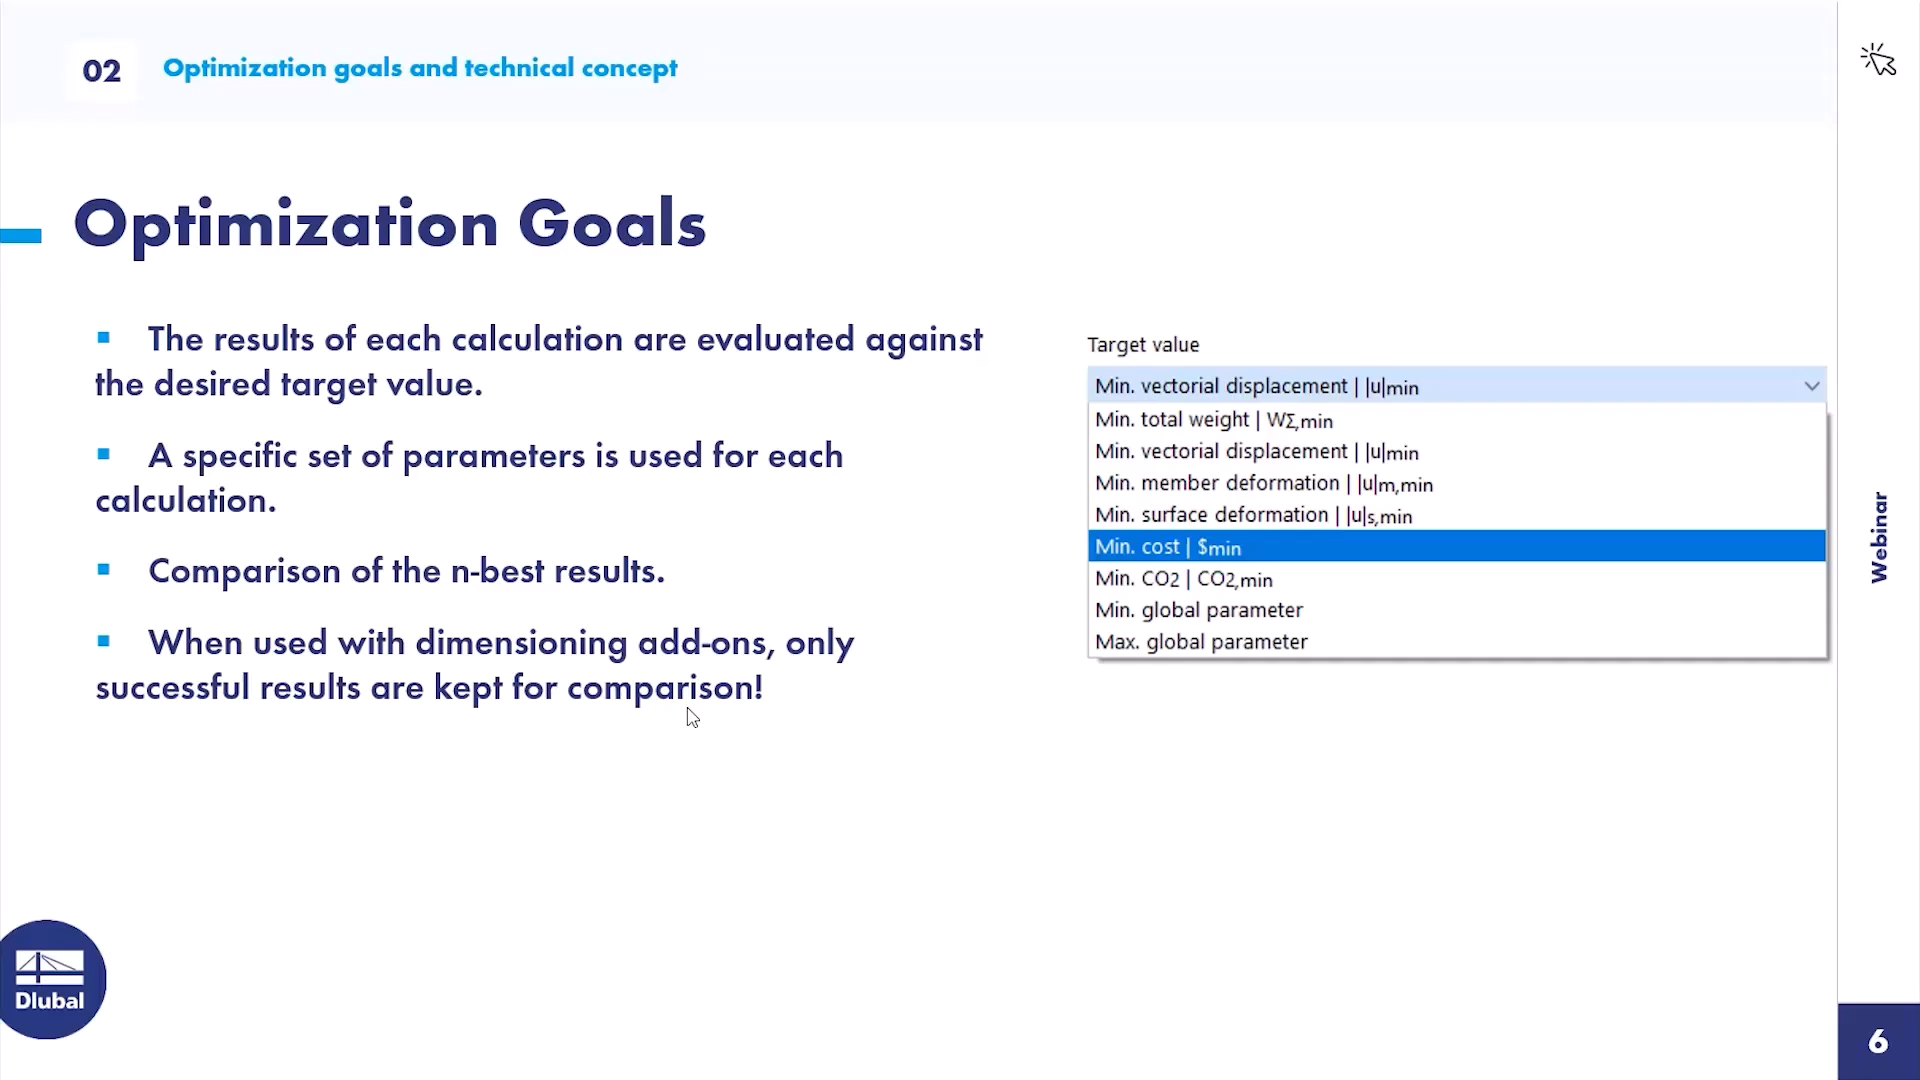 02 Optimization goals and technical concept
Optimization Goals
▪ The results of each calculation are evaluated against
the desired target value.
▪ A specific set of parameters is used for each
calculation.
▪ Comparison of the n-best results.
▪ When used with dimensioning add-ons, only
successful results are kept for comparison!
Target value
Min. vectorial displacement | |u|min
Min. total weight | WΣ,min
Min. vectorial displacement | |u|min
Min. member deformation | |u|m,min
Min. surface deformation | |u|s,min
Min. cost | $min
Min. CO2 | CO2,min
Min. global parameter
Max. global parameter
Webinar
Dlubal
6